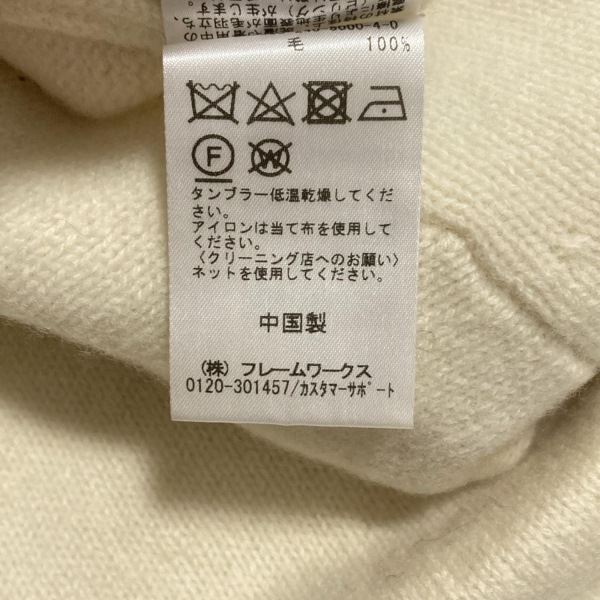 毛 100%
F
W
タンブラー低温乾燥してくだ
さい。
アイロンは当て布を使用して
ください。
〈クリーニング店へのお願い〉
ネットを使用してください。
中国製
(株) フレームワークス
0120-301457/カスタマーサポート